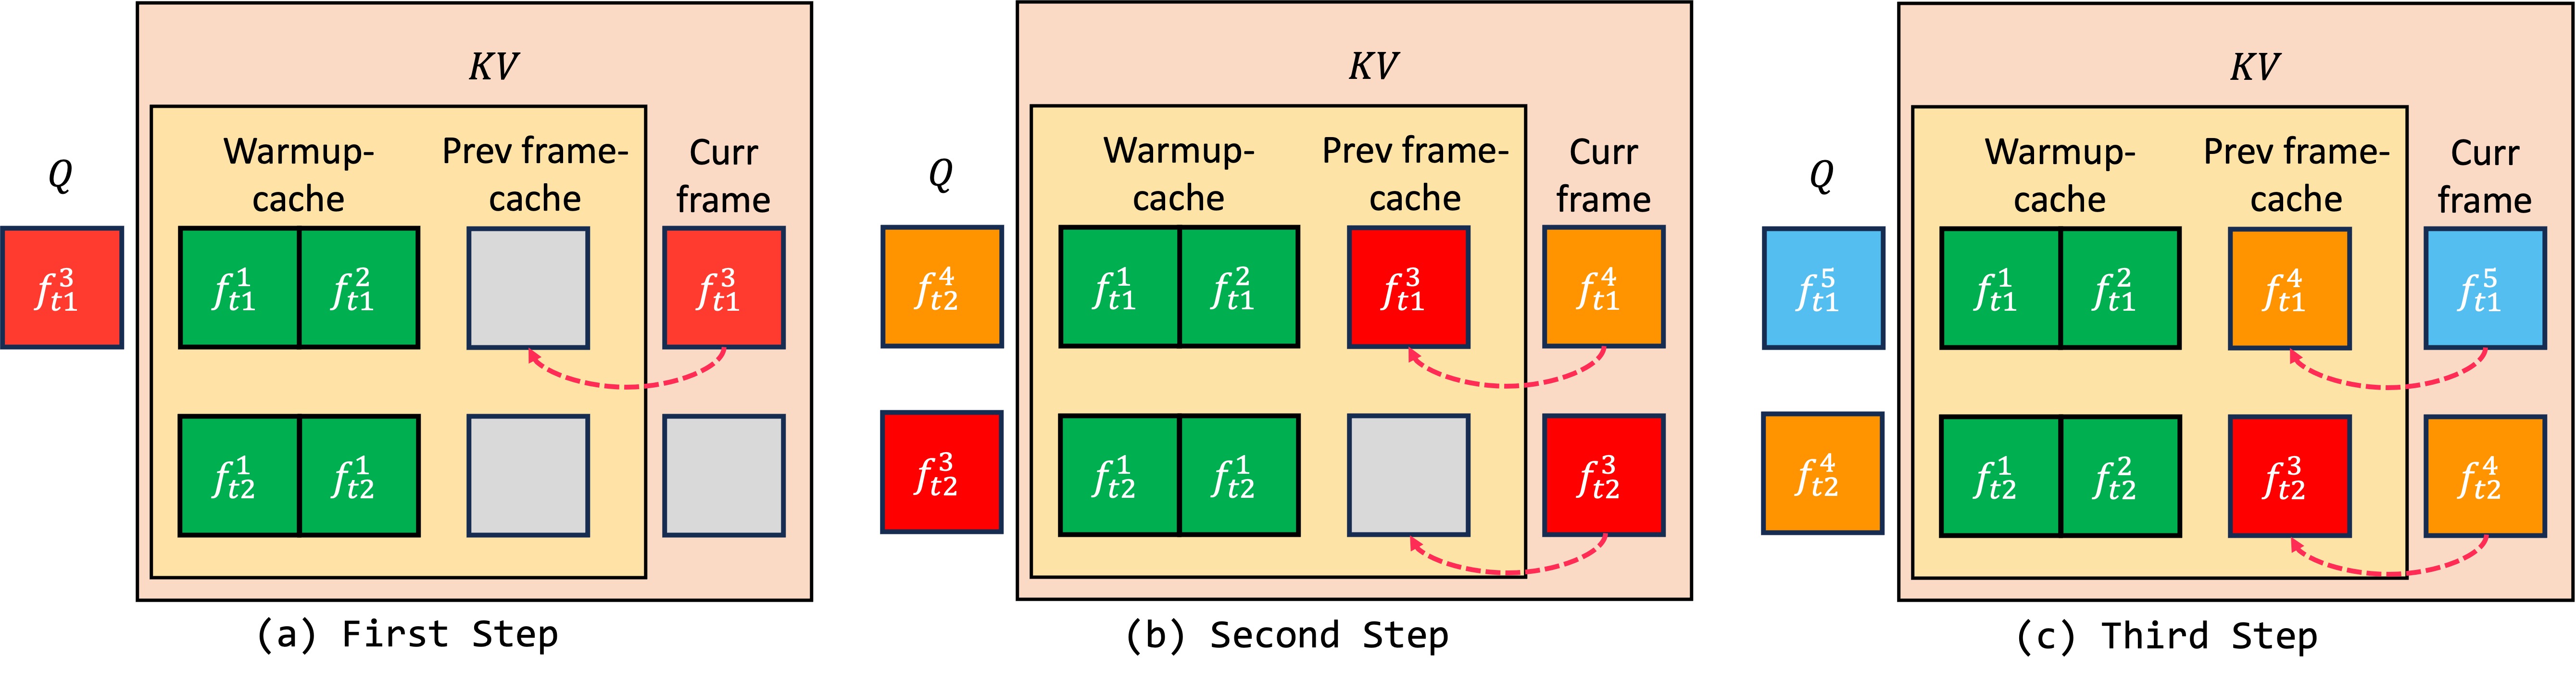 KV
Warmup-cache
Prev frame-cache
Curr frame
Q
f_{t1}^{3}
f_{t1}^{1} f_{t1}^{2}
f_{t1}^{3}
f_{t2}^{1} f_{t2}^{1}
(a) First Step
KV
Warmup-cache
Prev frame-cache
Curr frame
Q
f_{t2}^{4}
f_{t1}^{1} f_{t1}^{2}
f_{t1}^{3}
f_{t1}^{4}
f_{t2}^{3}
f_{t2}^{1} f_{t2}^{1}
f_{t2}^{3}
(b) Second Step
KV
Warmup-cache
Prev frame-cache
Curr frame
Q
f_{t1}^{5}
f_{t1}^{1} f_{t1}^{2}
f_{t1}^{4}
f_{t1}^{5}
f_{t2}^{4}
f_{t2}^{1} f_{t2}^{2}
f_{t2}^{3}
f_{t2}^{4}
(c) Third Step